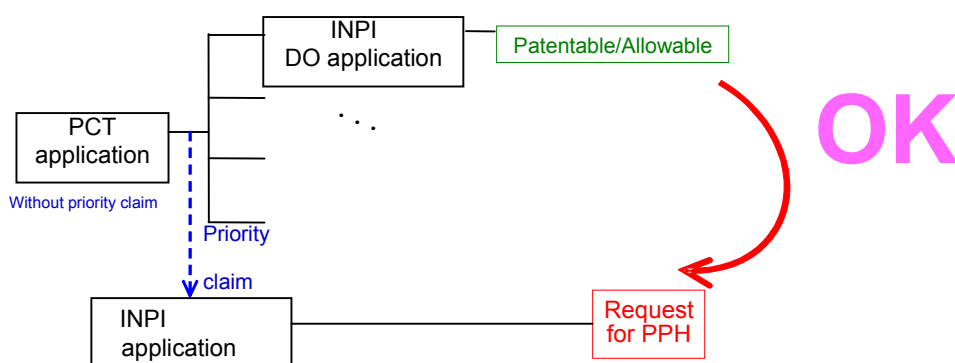 INPI
DO application
Patentable/Allowable
OK
. . .
PCT
application
Without priority claim
Priority
claim
INPI
application
Request
for PPH